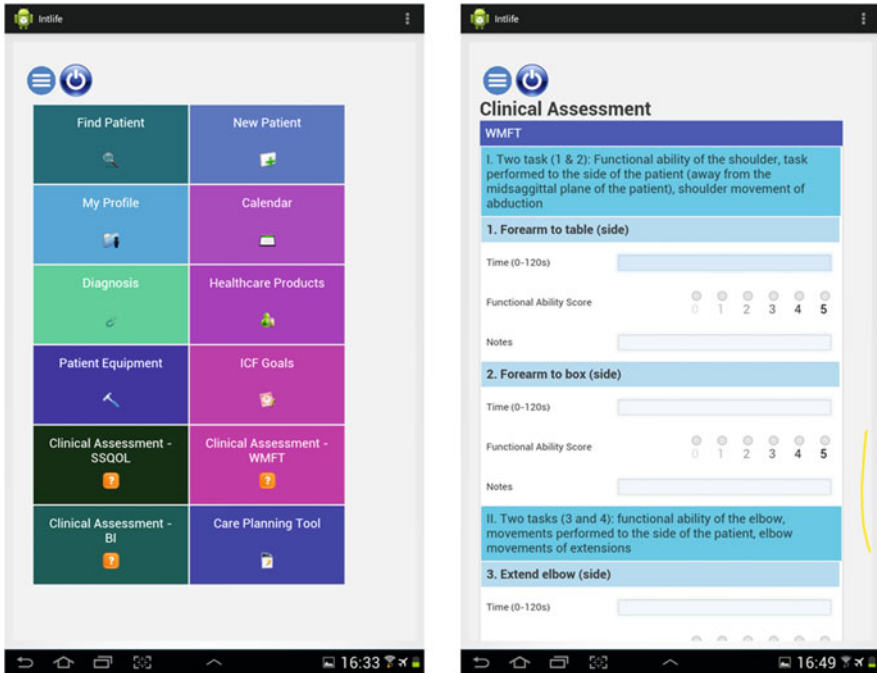 Intlife
Find Patient
New Patient
My Profile
Calendar
Diagnosis
Healthcare Products
Patient Equipment
ICF Goals
Clinical Assessment -
SSQOL
Clinical Assessment -
WMFT
Clinical Assessment -
BI
Care Planning Tool
16:33
Intlife
Clinical Assessment
WMFT
I. Two task (1 & 2): Functional ability of the shoulder, task
performed to the side of the patient (away from the
midsaggittal plane of the patient), shoulder movement of
abduction
1. Forearm to table (side)
Time (0-120s)
Functional Ability Score
0 1 2 3 4 5
Notes
2. Forearm to box (side)
Time (0-120s)
Functional Ability Score
0 1 2 3 4 5
Notes
II. Two tasks (3 and 4): functional ability of the elbow,
movements performed to the side of the patient, elbow
movements of extensions
3. Extend elbow (side)
Time (0-120s)
16:49